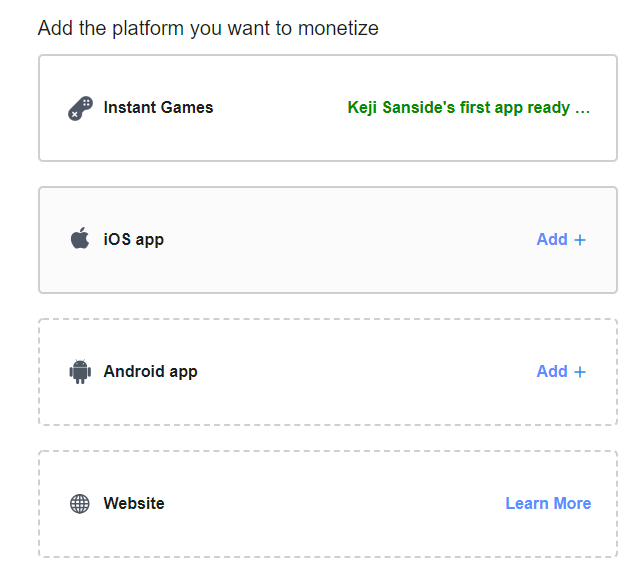 Add the platform you want to monetize
Instant Games Keji Sanside's first app ready ...
iOS app Add +
Android app Add +
Website Learn More